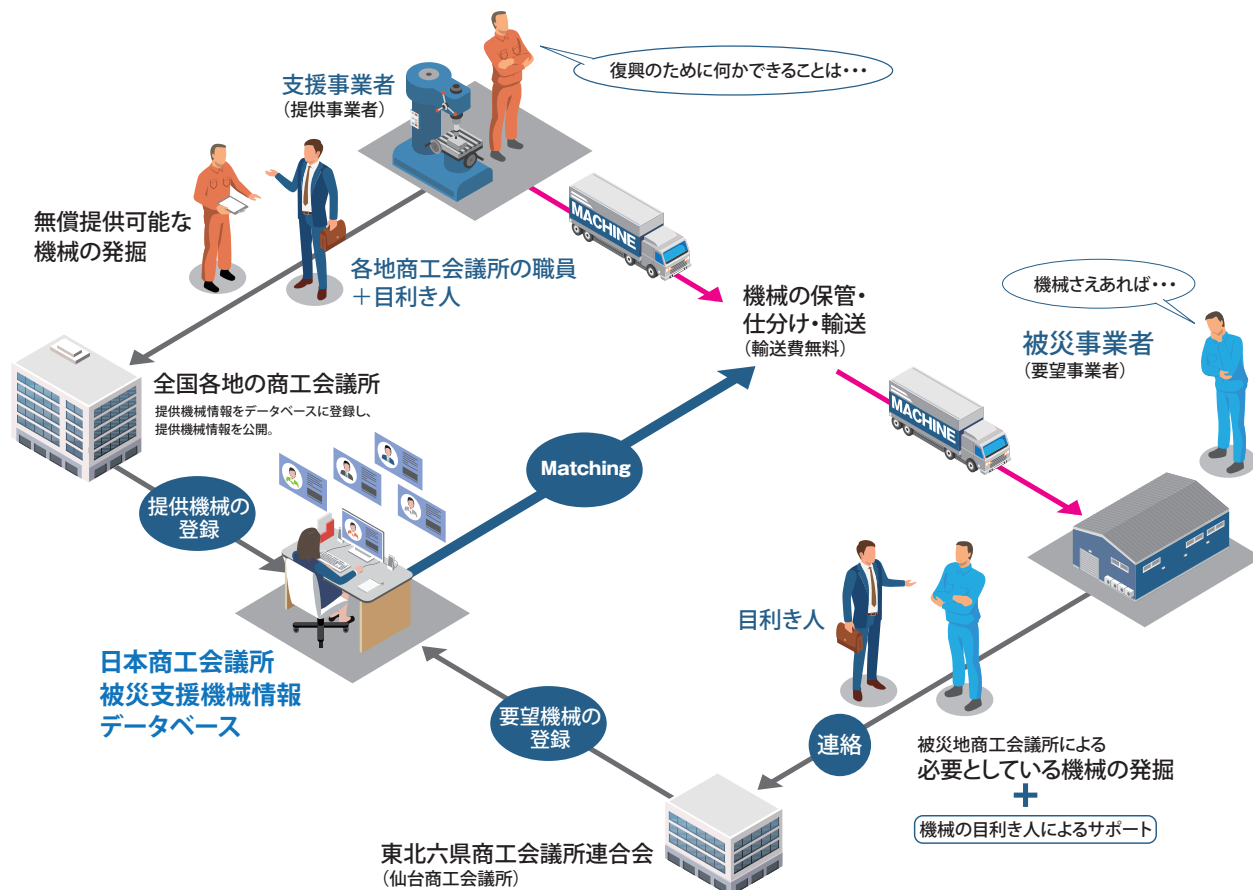 復興のために何かできることは・・・
支援事業者
（提供事業者）
無償提供可能な
機械の発掘
各地商工会議所の職員
＋目利き人
MACHINE
機械の保管・
仕分け・輸送
（輸送費無料）
機械さえあれば・・・
被災事業者
（要望事業者）
MACHINE
全国各地の商工会議所
提供機械情報をデータベースに登録し、
提供機械情報を公開。
Matching
提供機械の
登録
日本商工会議所
被災支援機械情報
データベース
目利き人
要望機械の
登録
連絡
被災地商工会議所による
必要としている機械の発掘
＋
機械の目利き人によるサポート
東北六県商工会議所連合会
（仙台商工会議所）